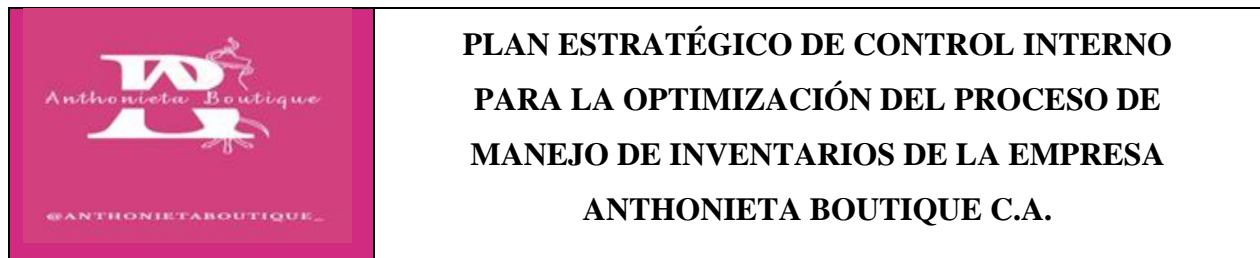 B
Anthonieta Boutique
@ANTHONIETABOUTIQUE_
PLAN ESTRATÉGICO DE CONTROL INTERNO
PARA LA OPTIMIZACIÓN DEL PROCESO DE
MANEJO DE INVENTARIOS DE LA EMPRESA
ANTHONIETA BOUTIQUE C.A.